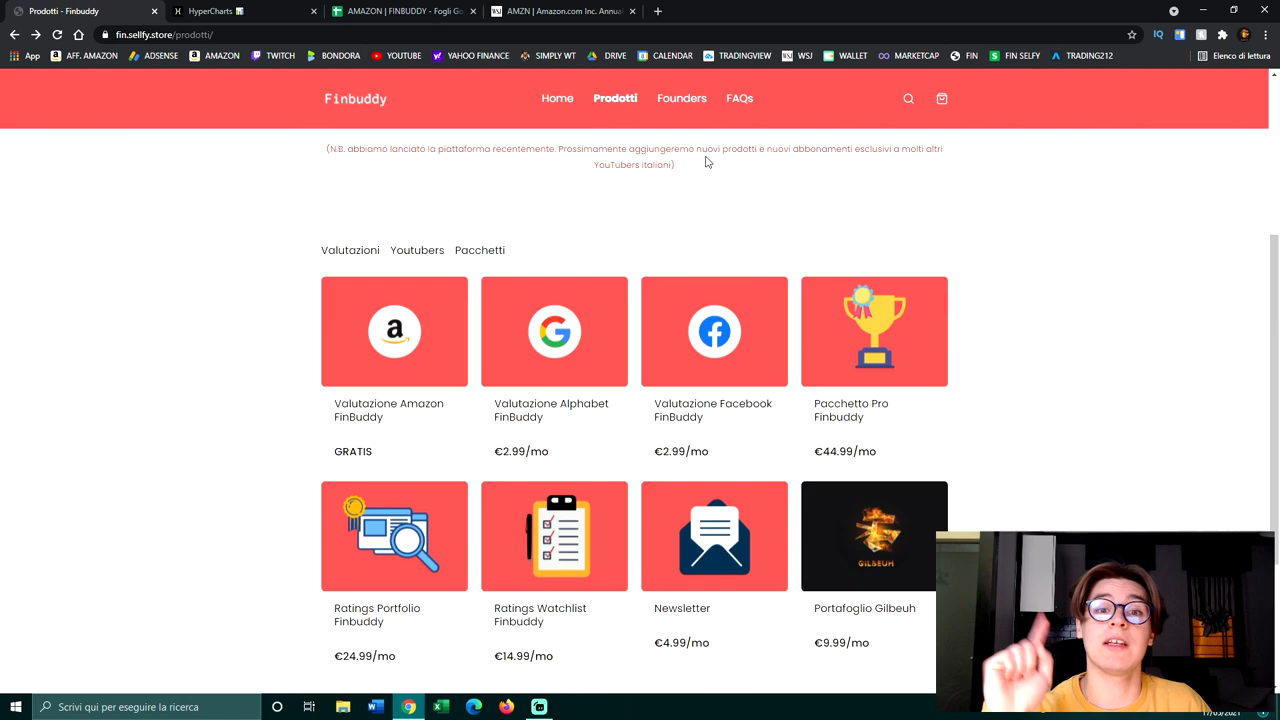 Prodotti - Finbuddy
HyperCharts
AMAZON | FINBUDDY - Fogli Go
AMZN | Amazon.com Inc. Annua
fin.selfy.store/prodotti/
App AFF. AMAZON ADSENSE AMAZON TWITCH BONDORA YOUTUBE YAHOO FINANCE SIMPLY WT DRIVE CALENDAR TRADINGVIEW WSJ WALLET MARKETCAP FIN FIN SELFY TRADING212 Elenco di lettura
Finbuddy
Home Prodotti Founders FAQs
(N.B. abbiamo lanciato la piattaforma recentemente. Prossimamente aggiungeremo nuovi prodotti e nuovi abbonamenti esclusivi a molti altri
YouTubers italiani)
Valutazioni Youtubers Pacchetti
Valutazione Amazon
FinBuddy
GRATIS
Valutazione Alphabet
FinBuddy
€2.99/mo
Valutazione Facebook
FinBuddy
€2.99/mo
Pacchetto Pro
Finbuddy
€44.99/mo
GILBEUH
Ratings Portfolio
Finbuddy
€24.99/mo
Ratings Watchlist
Finbuddy
€14.99/mo
Newsletter
€4.99/mo
Portafoglio Gilbeuh
€9.99/mo
Scrivi qui per eseguire la ricerca